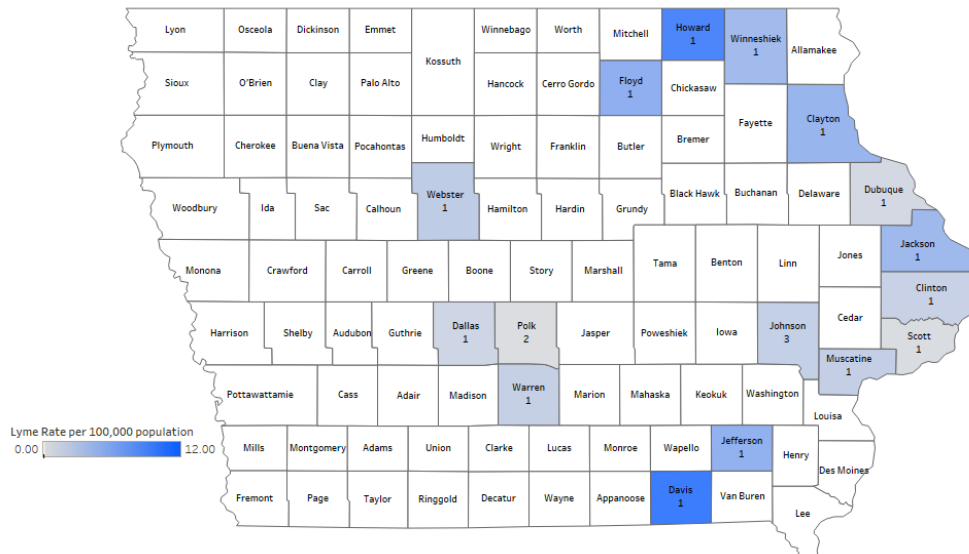 Lyon Osceola Dickinson Emmet Winnebago Worth Mitchell Howard Winneshiek Allamakee
1 1
Kossuth
Sioux O'Brien Clay Palo Alto Hancock Cerro Gordo Floyd Chickasaw
1
Fayette Clayton
1
Plymouth Cherokee Buena Vista Pocahontas Humboldt Wright Franklin Butler Bremer
Webster Black Hawk Buchanan Delaware Dubuque
1 1
Woodbury Ida Sac Calhoun Hamilton Hardin Grundy
Jackson
1
Monona Crawford Carroll Greene Boone Story Marshall Tama Benton Linn Jones
Clinton
1
Harrison Shelby Audubon Guthrie Dallas Polk Jasper Poweshiek Iowa Johnson Cedar Scott
1 2 3 1
Muscatine
1
Pottawattamie Cass Adair Madison Warren Marion Mahaska Keokuk Washington
1
Louisa
Lyme Rate per 100,000 population
0.00 12.00
Mills Montgomery Adams Union Clarke Lucas Monroe Wapello Jefferson Henry
1
Des Moines
Fremont Page Taylor Ringgold Decatur Wayne Appanoose Davis Van Buren
1
Lee